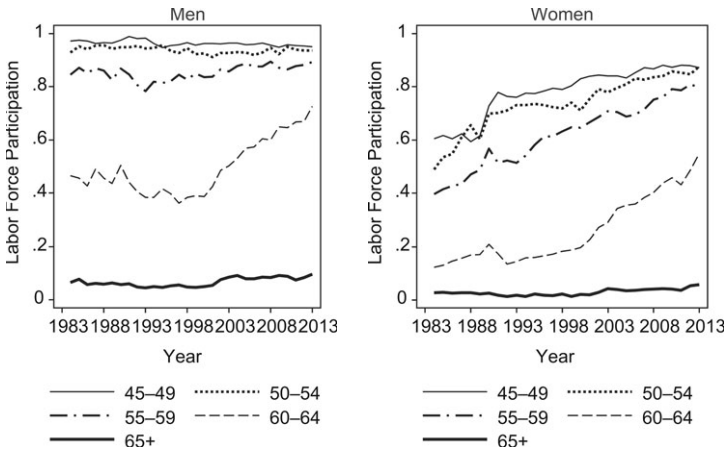 Men
Labor Force Participation
1
.8
.6
.4
.2
0
1983 1988 1993 1998 2003 2008 2013
Year
45–49
50–54
55–59
60–64
65+
Women
Labor Force Participation
1
.8
.6
.4
.2
0
1983 1988 1993 1998 2003 2008 2013
Year
45–49
50–54
55–59
60–64
65+